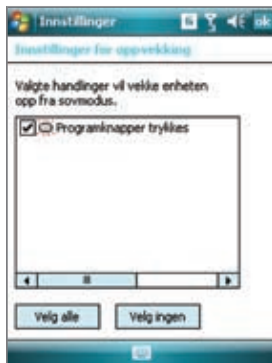 Innstillinger
ok
Innstillinger for oppvekking
Valgte handlinger vil vekke enheten
opp fra sovmodus.
Programknapper trykkes
Velg alle
Velg ingen